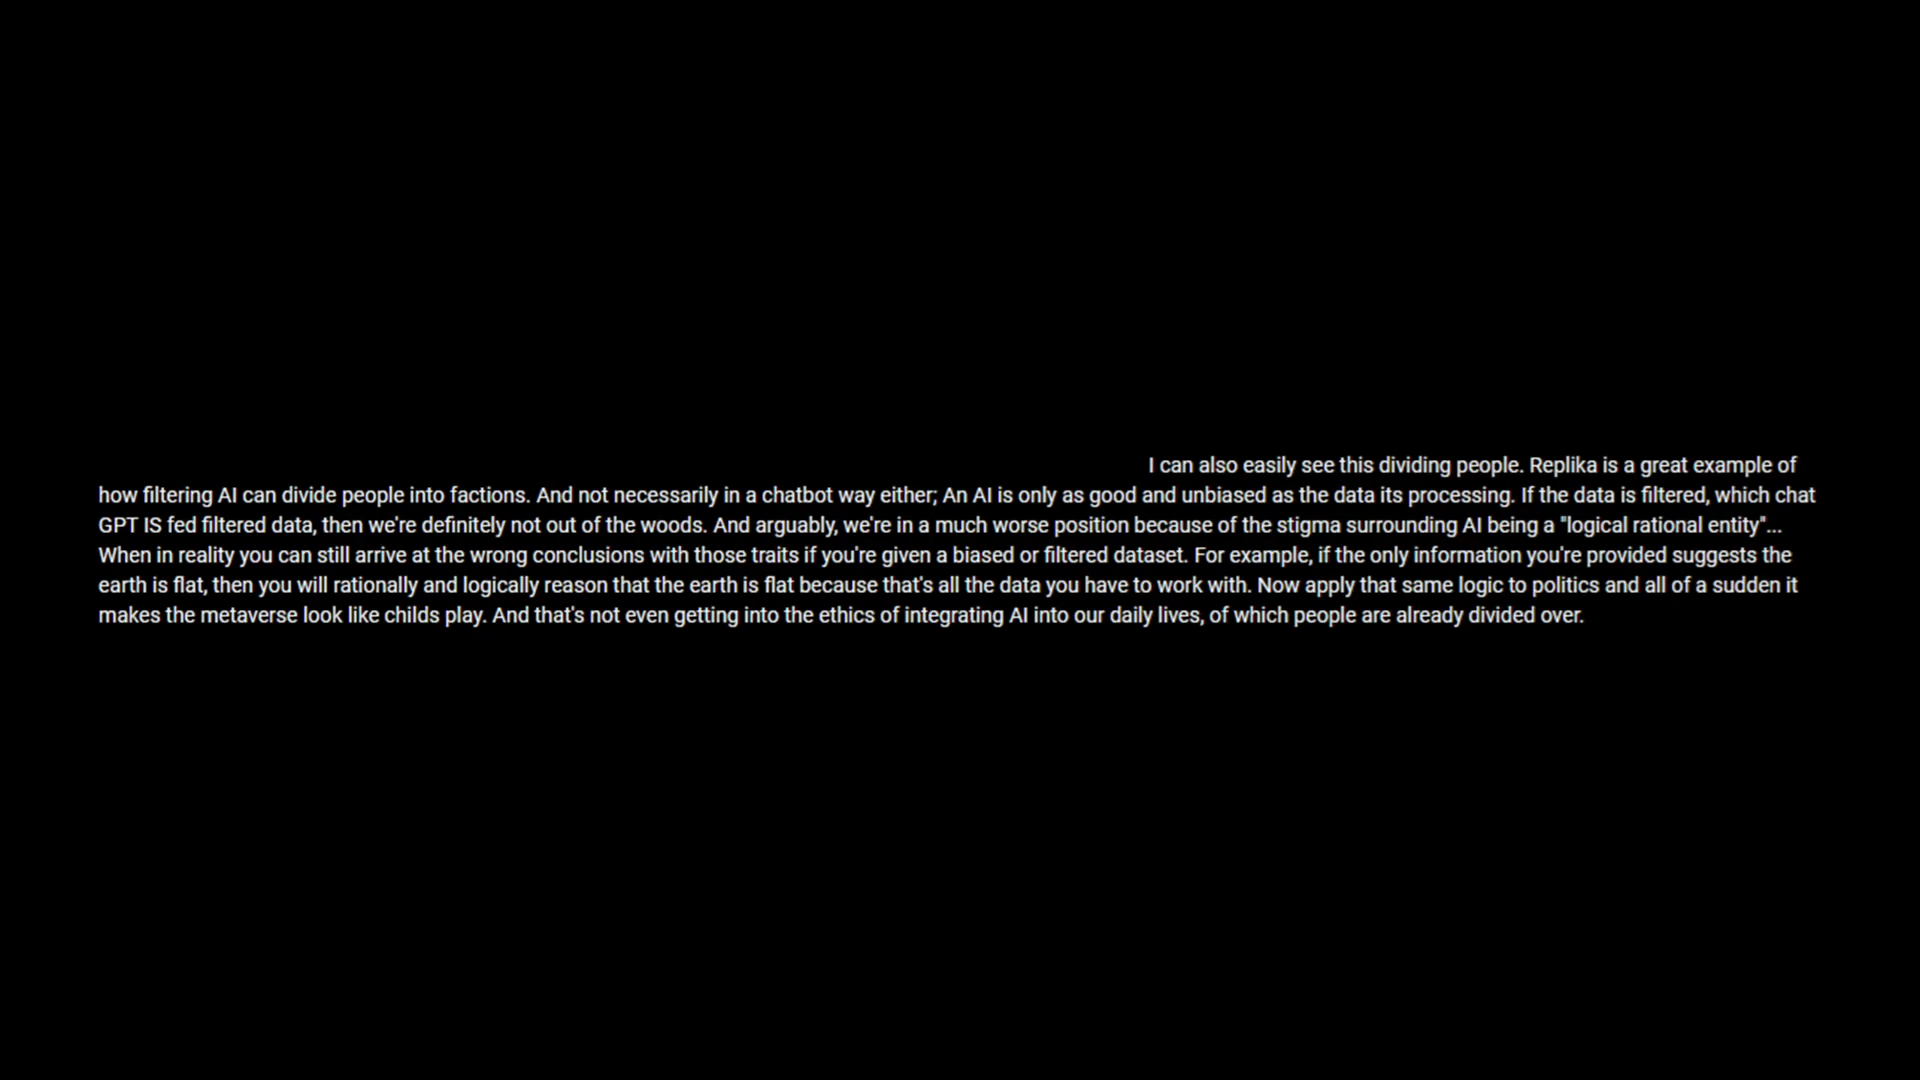 I can also easily see this dividing people. Replika is a great example of
how filtering AI can divide people into factions. And not necessarily in a chatbot way either; An AI is only as good and unbiased as the data its processing. If the data is filtered, which chat
GPT IS fed filtered data, then we're definitely not out of the woods. And arguably, we're in a much worse position because of the stigma surrounding AI being a "logical rational entity"...
When in reality you can still arrive at the wrong conclusions with those traits if you're given a biased or filtered dataset. For example, if the only information you're provided suggests the
earth is flat, then you will rationally and logically reason that the earth is flat because that's all the data you have to work with. Now apply that same logic to politics and all of a sudden it
makes the metaverse look like childs play. And that's not even getting into the ethics of integrating AI into our daily lives, of which people are already divided over.